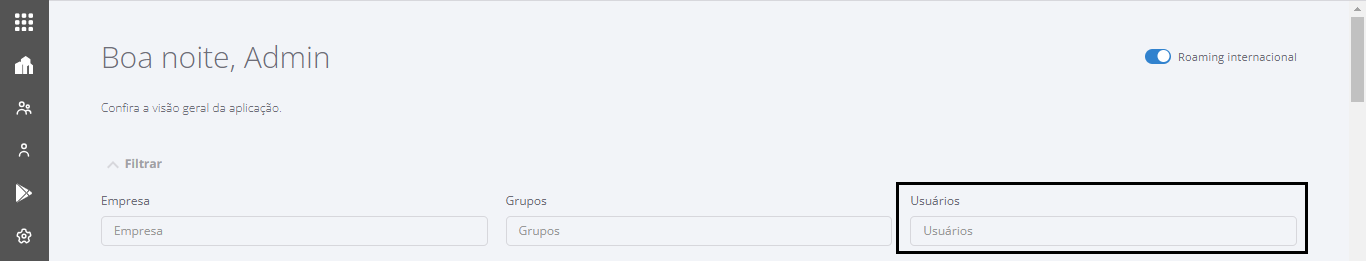 Boa noite, Admin
Roaming internacional
Confira a visão geral da aplicação.
Filtrar
Empresa
Grupos
Usuários
Empresa
Grupos
Usuários